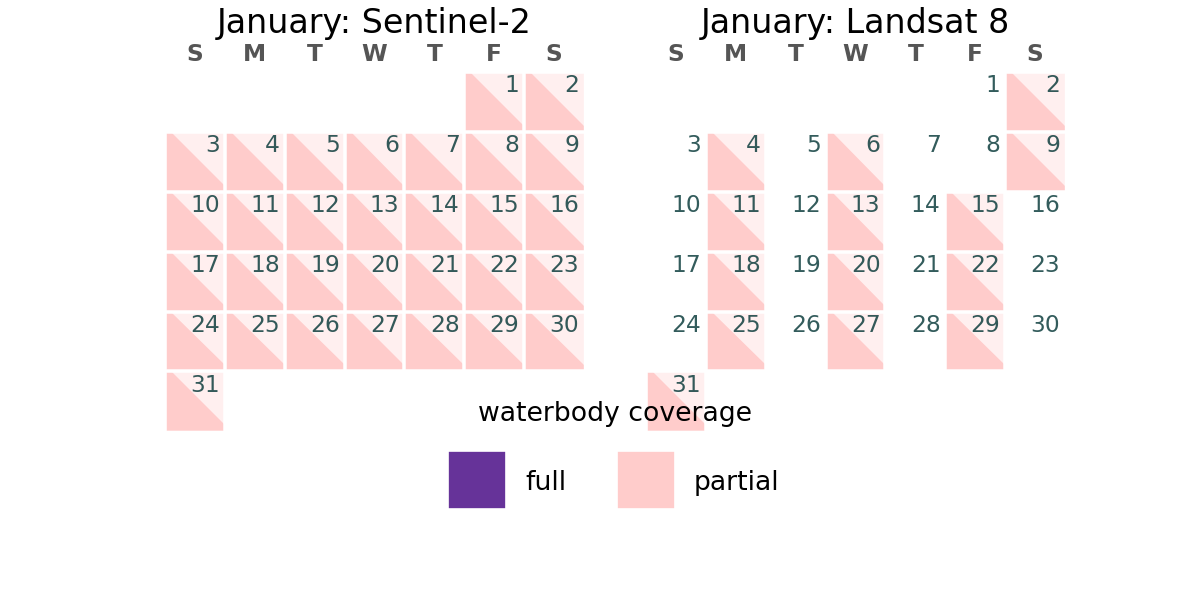 January: Sentinel-2
S M T W T F S
1 2
3 4 5 6 7 8 9
10 11 12 13 14 15 16
17 18 19 20 21 22 23
24 25 26 27 28 29 30
31
January: Landsat 8
S M T W T F S
1 2
3 4 5 6 7 8 9
10 11 12 13 14 15 16
17 18 19 20 21 22 23
24 25 26 27 28 29 30
31
waterbody coverage
full
partial